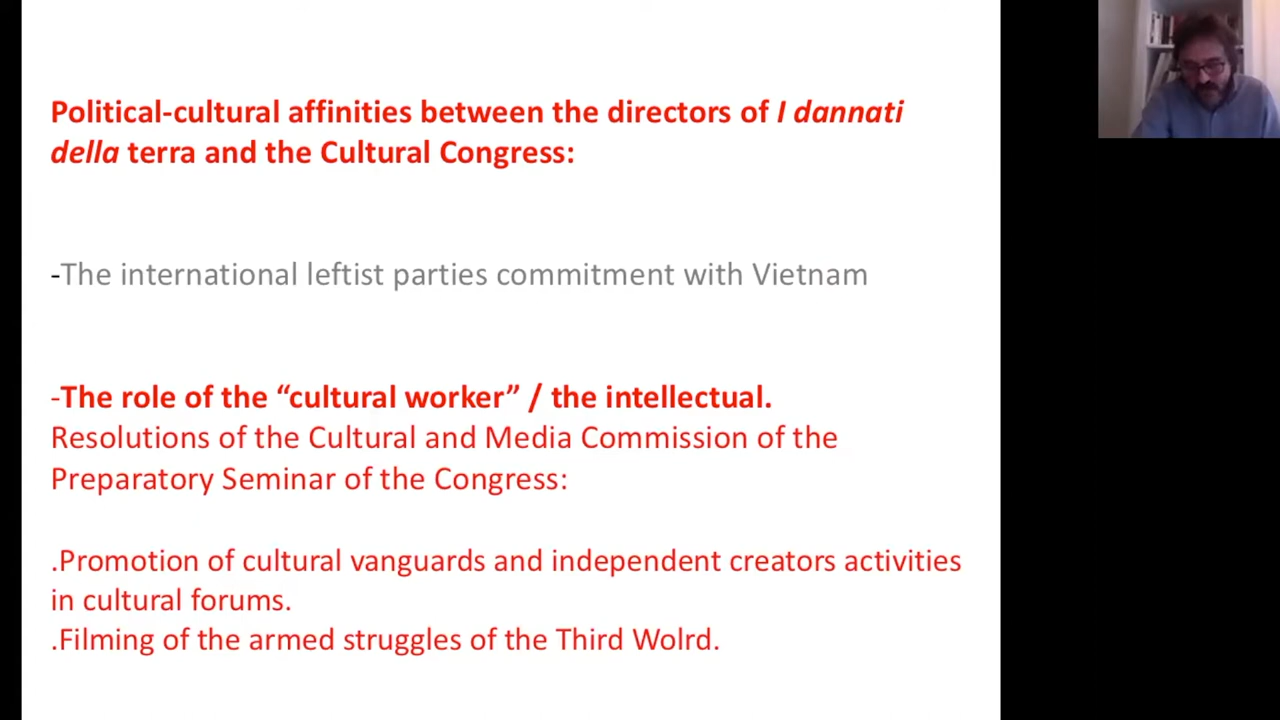 Political-cultural affinities between the directors of I dannati
della terra and the Cultural Congress:
-The international leftist parties commitment with Vietnam
-The role of the “cultural worker” / the intellectual.
Resolutions of the Cultural and Media Commission of the
Preparatory Seminar of the Congress:
.Promotion of cultural vanguards and independent creators activities
in cultural forums.
.Filming of the armed struggles of the Third Wolrd.